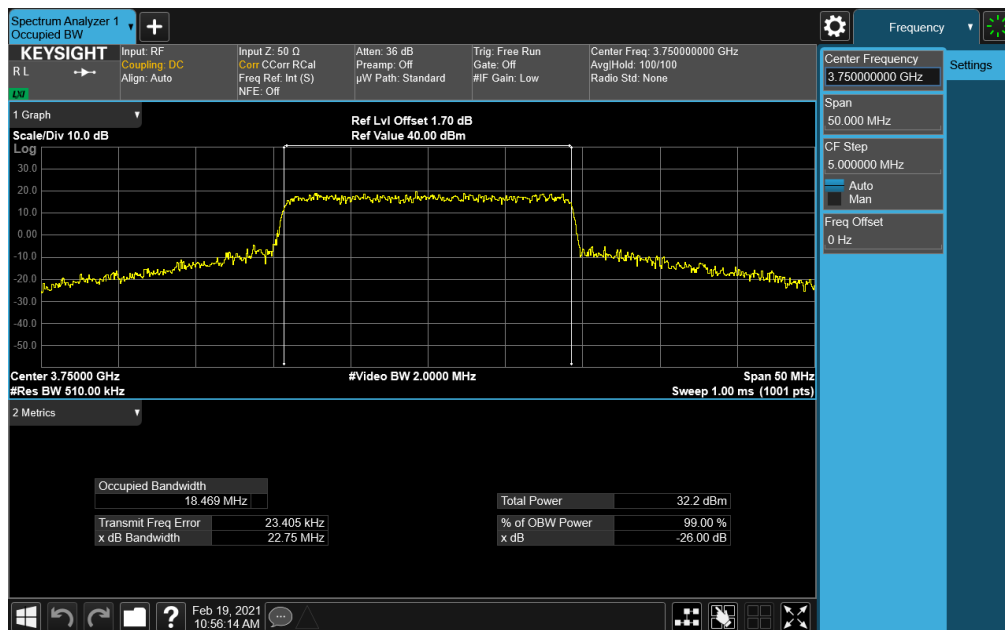 Spectrum Analyzer 1
Occupied BW
Frequency
KEYSIGHT
R L
LXI
Input: RF
Coupling: DC
Align: Auto
Input Z: 50 Ω
Corr CCorr RCal
Freq Ref: Int (S)
NFE: Off
Atten: 36 dB
Preamp: Off
µW Path: Standard
Trig: Free Run
Gate: Off
#IF Gain: Low
Center Freq: 3.750000000 GHz
Avg|Hold: 100/100
Radio Std: None
Center Frequency
3.750000000 GHz
Settings
Span
50.000 MHz
CF Step
5.000000 MHz
Auto
Man
Freq Offset
0 Hz
1 Graph
Scale/Div 10.0 dB
Ref Lvl Offset 1.70 dB
Ref Value 40.00 dBm
Log
30.0
20.0
10.0
0.00
-10.0
-20.0
-30.0
-40.0
-50.0
Center 3.75000 GHz
#Video BW 2.0000 MHz
Span 50 MHz
#Res BW 510.00 kHz
Sweep 1.00 ms (1001 pts)
2 Metrics
Occupied Bandwidth
18.469 MHz
Total Power 32.2 dBm
Transmit Freq Error 23.405 kHz
% of OBW Power 99.00 %
x dB Bandwidth 22.75 MHz
x dB -26.00 dB
?
Feb 19, 2021
10:56:14 AM